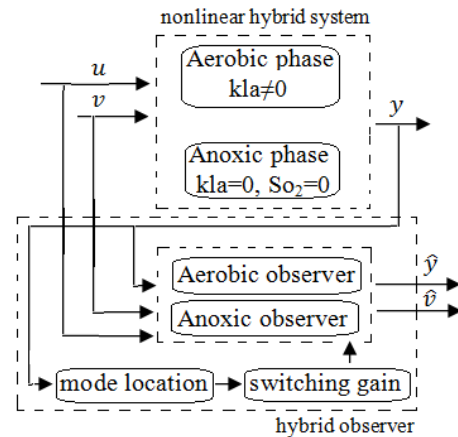 nonlinear hybrid system
Aerobic phase
kla≠0
u
v
y
Anoxic phase
kla=0, So₂=0
Aerobic observer
Anoxic observer
ŷ
v̂
mode location
switching gain
hybrid observer